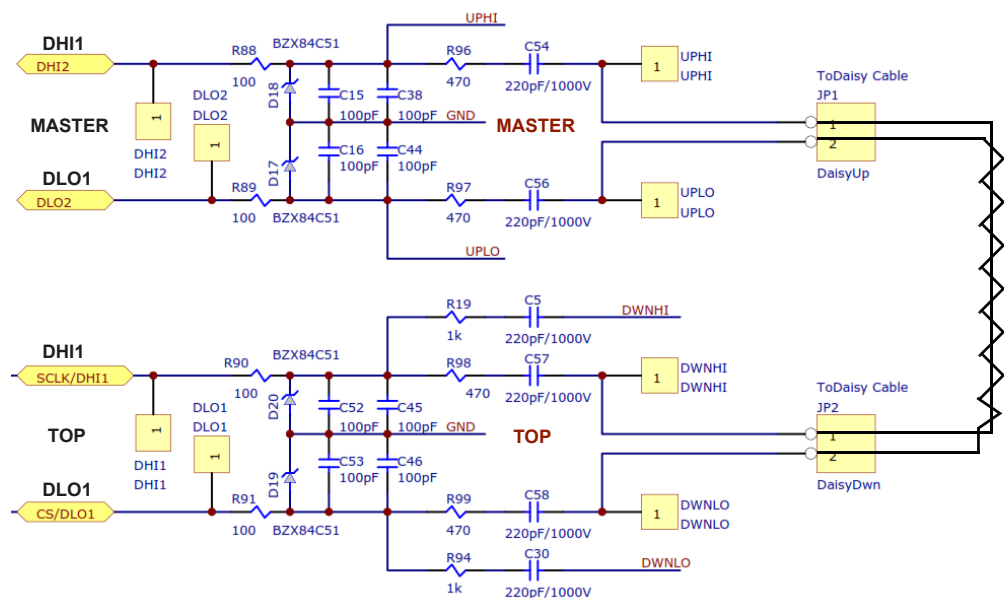 UPHI
DHI1
DHI2
R88
100
BZX84C51
D18
C15
100pF
C38
100pF
R96
470
C54
220pF/1000V
1
UPHI
UPHI
ToDaisy Cable
JP1
1
2
DaisyUp
MASTER
1
DHI2
DHI2
DLO2
DLO2
1
GND
MASTER
D17
C16
100pF
C44
100pF
DLO1
DLO2
R89
100
BZX84C51
R97
470
C56
220pF/1000V
1
UPLO
UPLO
UPLO
R19
1k
C5
220pF/1000V
DWNHI
DHI1
SCLK/DHI1
R90
100
BZX84C51
D20
C52
100pF
C45
100pF
R98
470
C57
220pF/1000V
1
DWNHI
DWNHI
ToDaisy Cable
JP2
1
2
DaisyDwn
TOP
1
DHI1
DHI1
DLO1
DLO1
1
GND
TOP
D19
C53
100pF
C46
100pF
DLO1
CS/DLO1
R91
100
BZX84C51
R99
470
C58
220pF/1000V
1
DWNLO
DWNLO
R94
1k
C30
220pF/1000V
DWNLO